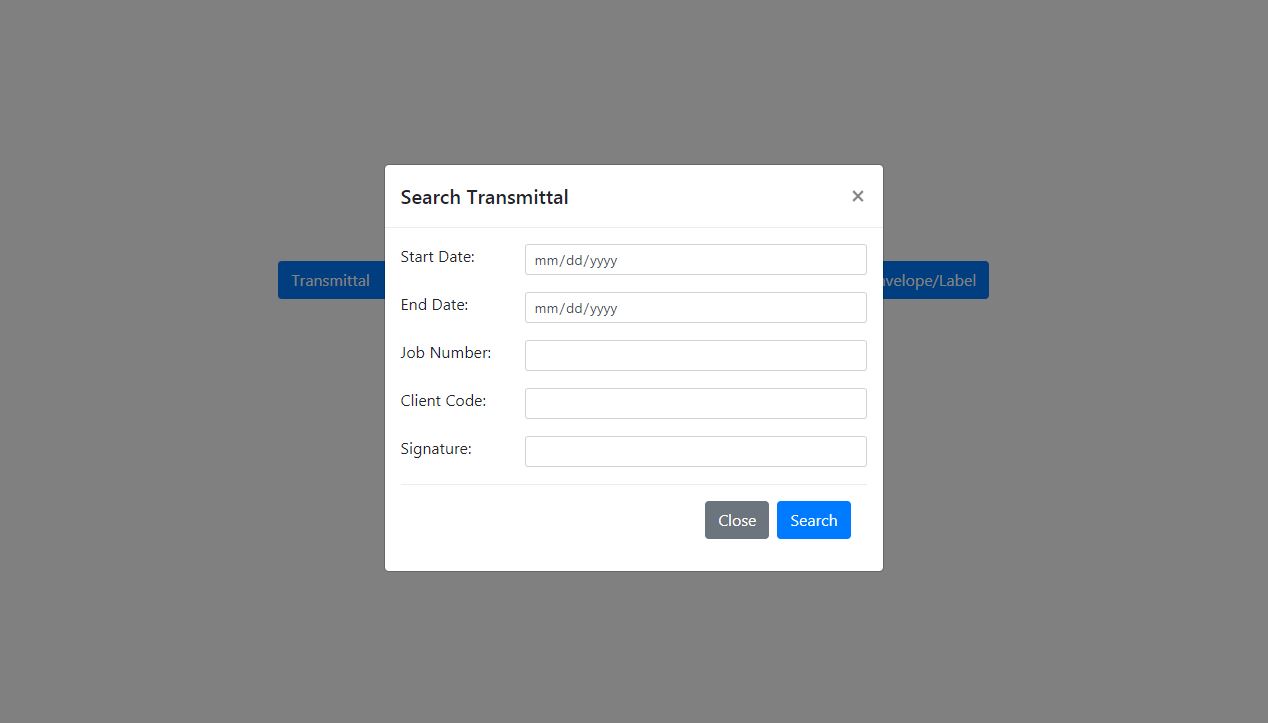 Search Transmittal ×
Start Date: mm/dd/yyyy
Transmittal
velope/Label
End Date: mm/dd/yyyy
Job Number:
Client Code:
Signature:
Close Search